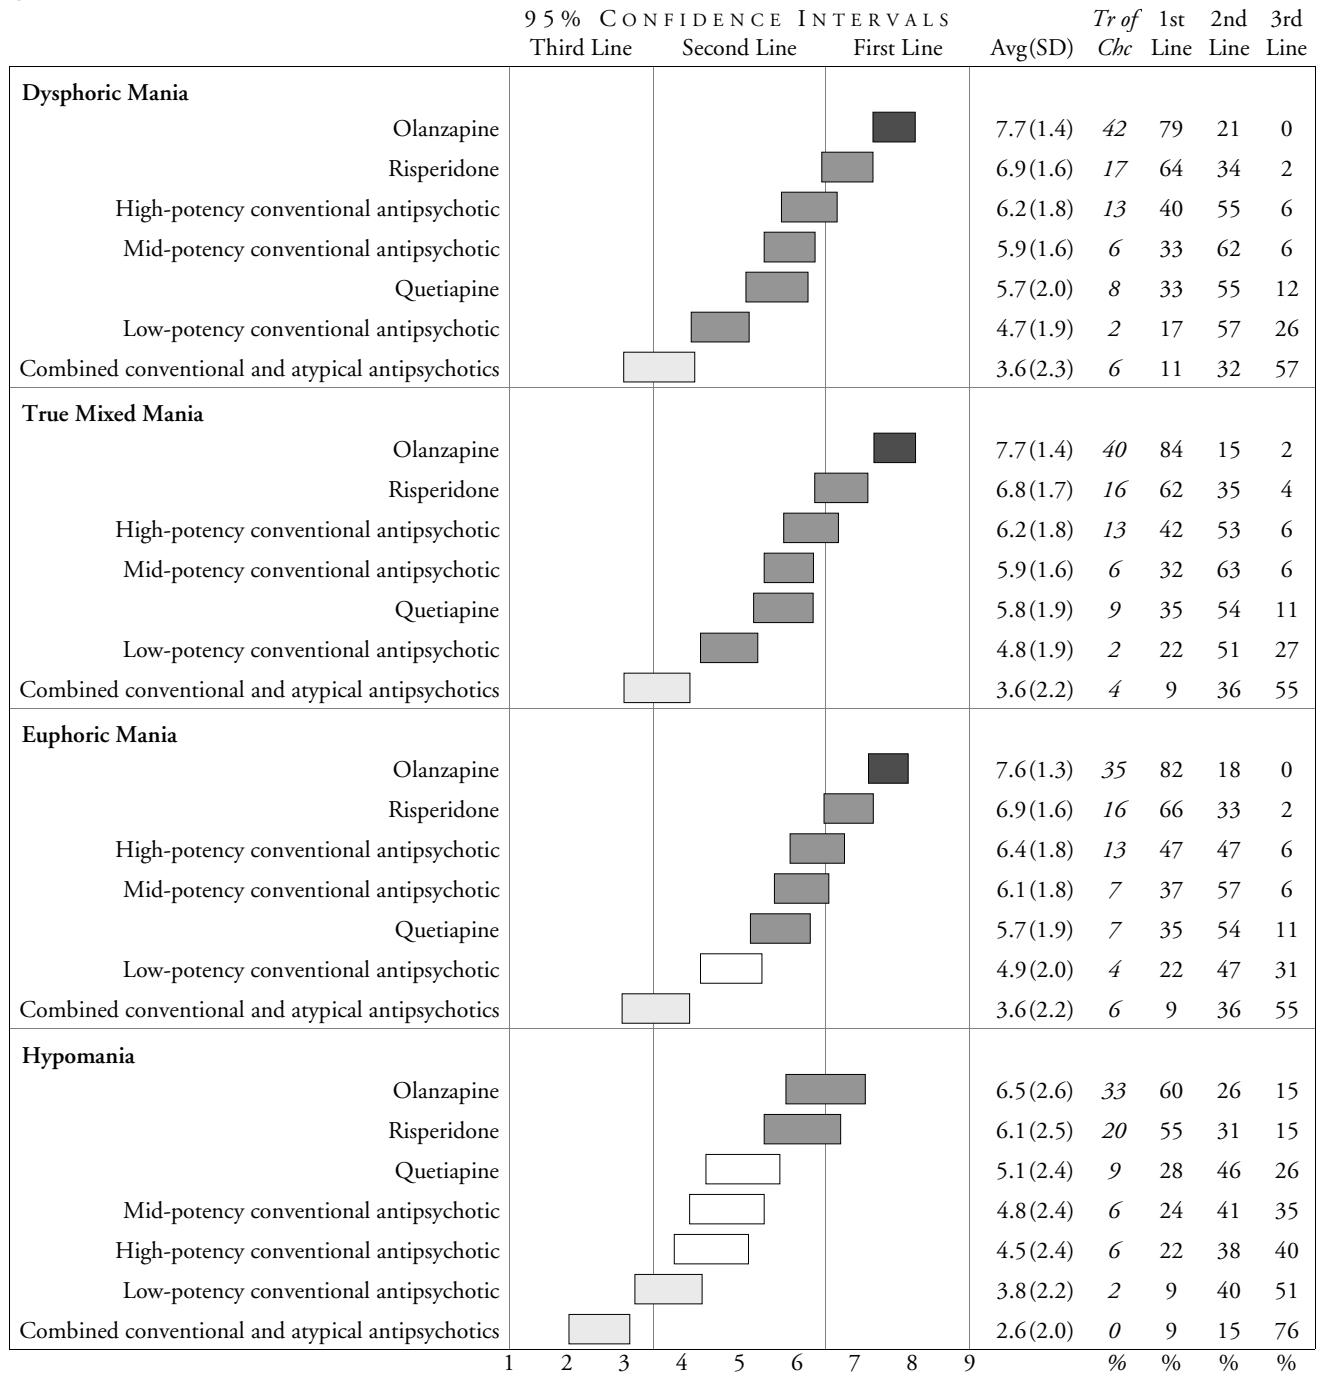 95% CONFIDENCE INTERVALS Tr of 1st 2nd 3rd
Third Line Second Line First Line Avg(SD) Chc Line Line Line
Dysphoric Mania
Olanzapine 7.7(1.4) 42 79 21 0
Risperidone 6.9(1.6) 17 64 34 2
High-potency conventional antipsychotic 6.2(1.8) 13 40 55 6
Mid-potency conventional antipsychotic 5.9(1.6) 6 33 62 6
Quetiapine 5.7(2.0) 8 33 55 12
Low-potency conventional antipsychotic 4.7(1.9) 2 17 57 26
Combined conventional and atypical antipsychotics 3.6(2.3) 6 11 32 57
True Mixed Mania
Olanzapine 7.7(1.4) 40 84 15 2
Risperidone 6.8(1.7) 16 62 35 4
High-potency conventional antipsychotic 6.2(1.8) 13 42 53 6
Mid-potency conventional antipsychotic 5.9(1.6) 6 32 63 6
Quetiapine 5.8(1.9) 9 35 54 11
Low-potency conventional antipsychotic 4.8(1.9) 2 22 51 27
Combined conventional and atypical antipsychotics 3.6(2.2) 4 9 36 55
Euphoric Mania
Olanzapine 7.6(1.3) 35 82 18 0
Risperidone 6.9(1.6) 16 66 33 2
High-potency conventional antipsychotic 6.4(1.8) 13 47 47 6
Mid-potency conventional antipsychotic 6.1(1.8) 7 37 57 6
Quetiapine 5.7(1.9) 7 35 54 11
Low-potency conventional antipsychotic 4.9(2.0) 4 22 47 31
Combined conventional and atypical antipsychotics 3.6(2.2) 6 9 36 55
Hypomania
Olanzapine 6.5(2.6) 33 60 26 15
Risperidone 6.1(2.5) 20 55 31 15
Quetiapine 5.1(2.4) 9 28 46 26
Mid-potency conventional antipsychotic 4.8(2.4) 6 24 41 35
High-potency conventional antipsychotic 4.5(2.4) 6 22 38 40
Low-potency conventional antipsychotic 3.8(2.2) 2 9 40 51
Combined conventional and atypical antipsychotics 2.6(2.0) 0 9 15 76
1 2 3 4 5 6 7 8 9 % % % %